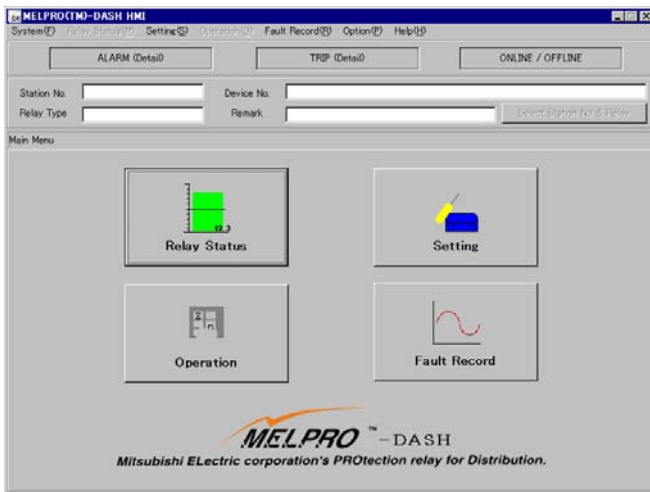 MELPRO(TM)-DASH HMI
System(F) Relay Status(M) Setting(S) Operation(O) Fault Record(R) Option(P) Help(H)
ALARM (Detail) TRIP (Detail) ONLINE / OFFLINE
Station No. Device No.
Relay Type Remark Select Station No. & Relay
Main Menu
Relay Status Setting
Operation Fault Record
MELPRO ™ -DASH
Mitsubishi ELectric corporation's PROtection relay for Distribution.